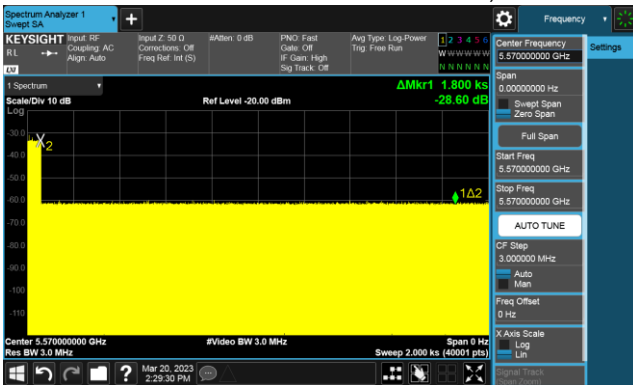 Spectrum Analyzer 1
Swept SA
Frequency
KEYSIGHT
RL
LXI
Input: RF
Coupling: AC
Align: Auto
Input Z: 50 Ω
Corrections: Off
Freq Ref: Int (S)
#Atten: 0 dB
PNO: Fast
Gate: Off
IF Gain: High
Sig Track: Off
Avg Type: Log-Power
Trig: Free Run
1 2 3 4 5 6
W W W W W W
N N N N N N
1 Spectrum
Scale/Div 10 dB
Log
Ref Level -20.00 dBm
ΔMkr1 1.800 ks
-28.60 dB
-30.0
-40.0
-50.0
-60.0
-70.0
-80.0
-90.0
-100
-110
X2
1Δ2
Center 5.570000000 GHz
Res BW 3.0 MHz
#Video BW 3.0 MHz
Span 0 Hz
Sweep 2.000 ks (40001 pts)
Center Frequency
5.570000000 GHz
Settings
Span
0.00000000 Hz
Swept Span
Zero Span
Full Span
Start Freq
5.570000000 GHz
Stop Freq
5.570000000 GHz
AUTO TUNE
CF Step
3.000000 MHz
Auto
Man
Freq Offset
0 Hz
X Axis Scale
Log
Lin
Signal Track
(Span Zoom)
?
Mar 20, 2023
2:29:30 PM